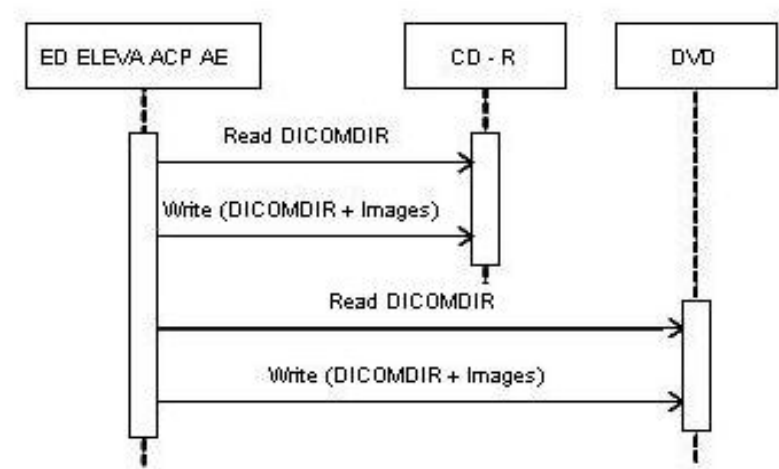 ED ELEVA ACP AE
CD - R
DVD
Read DICOMDIR
Write (DICOMDIR + Images)
Read DICOMDIR
Write (DICOMDIR + Images)